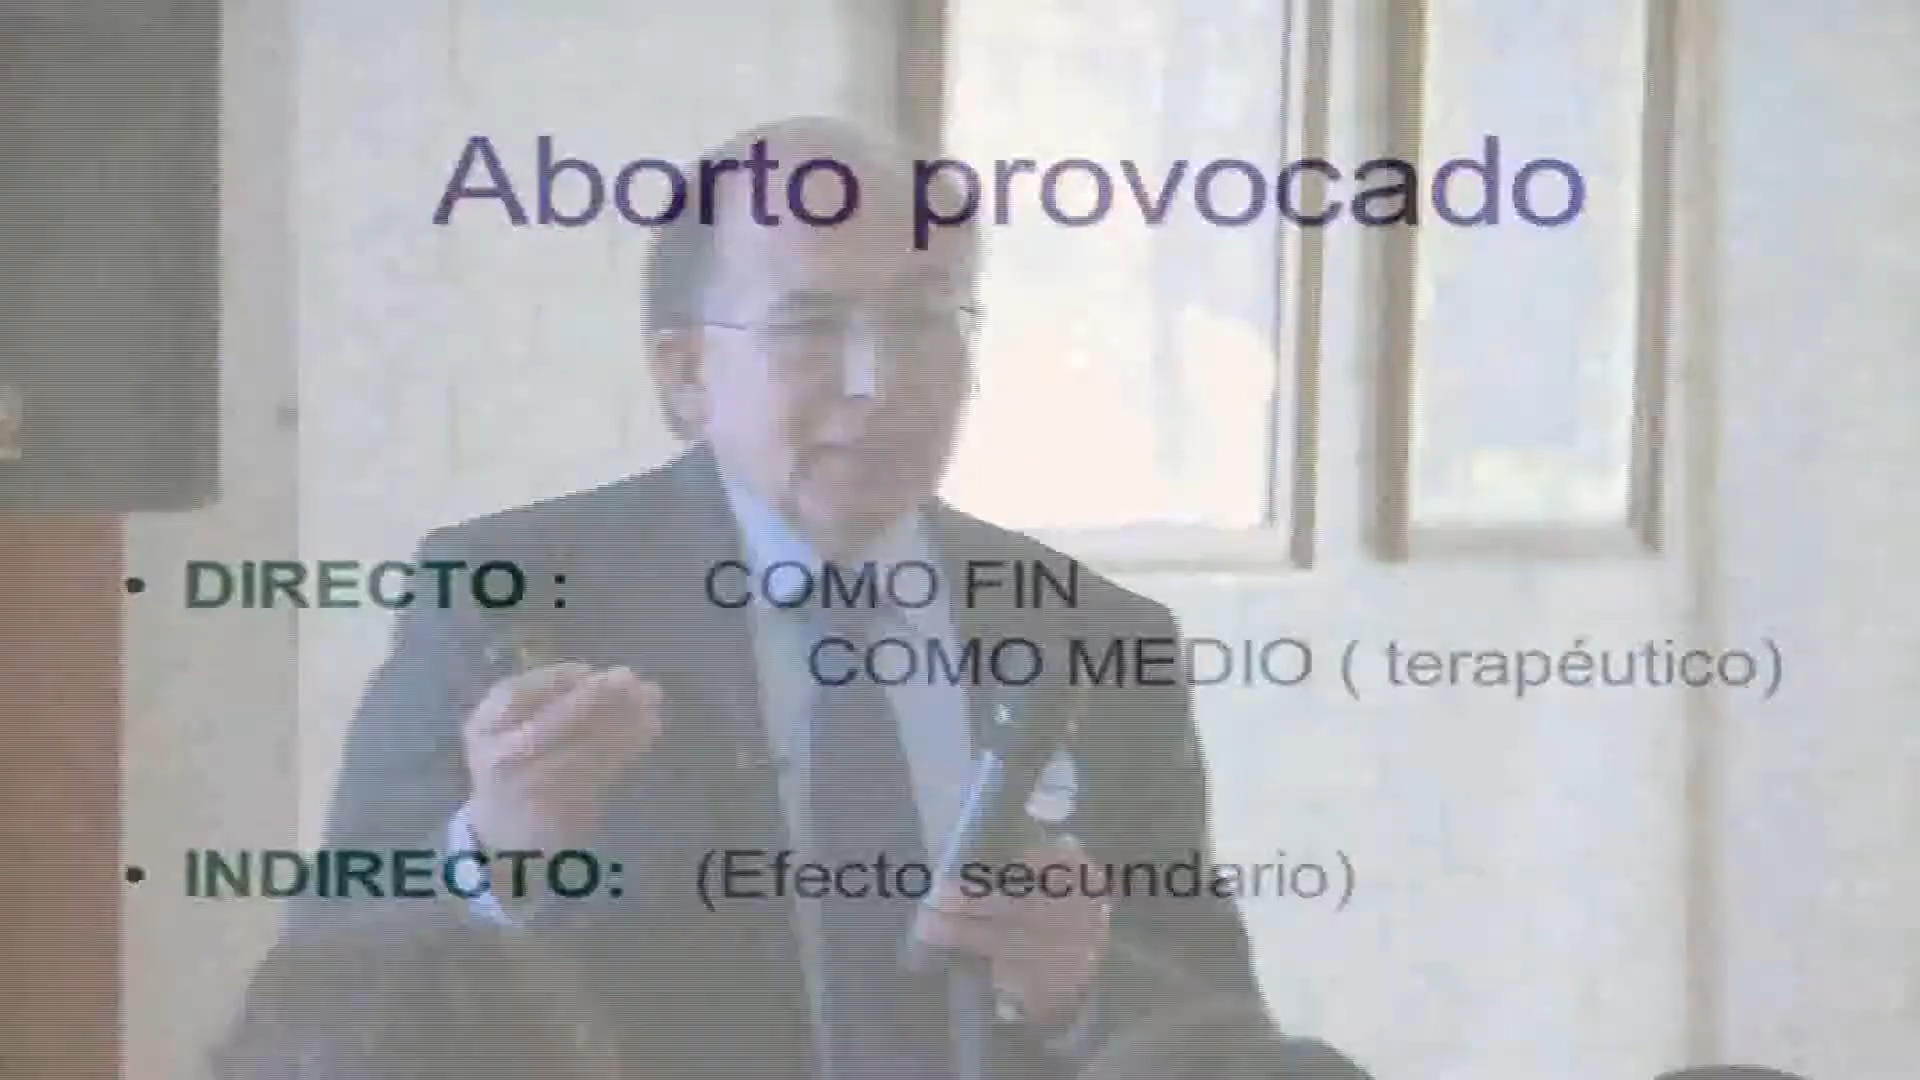 Aborto provocado
• DIRECTO : COMO FIN
COMO MEDIO ( terapéutico)
• INDIRECTO: (Efecto secundario)